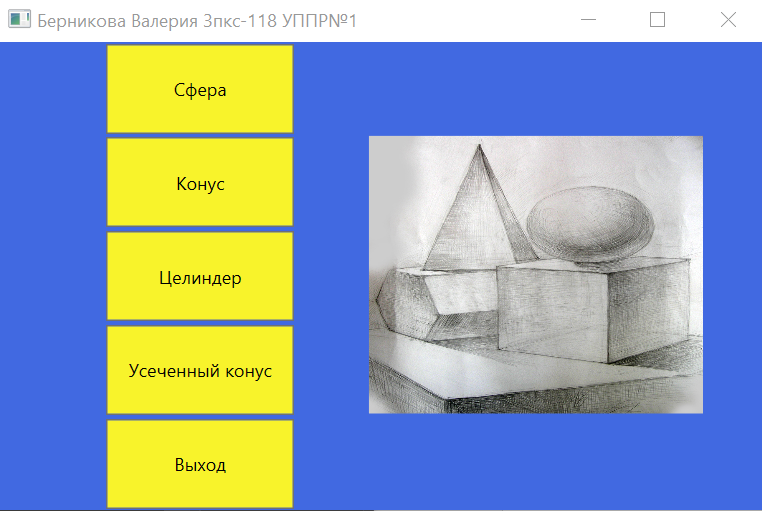 Берникова Валерия 3пкс-118 УППР№1
Сфера
Конус
Целиндер
Усеченный конус
Выход